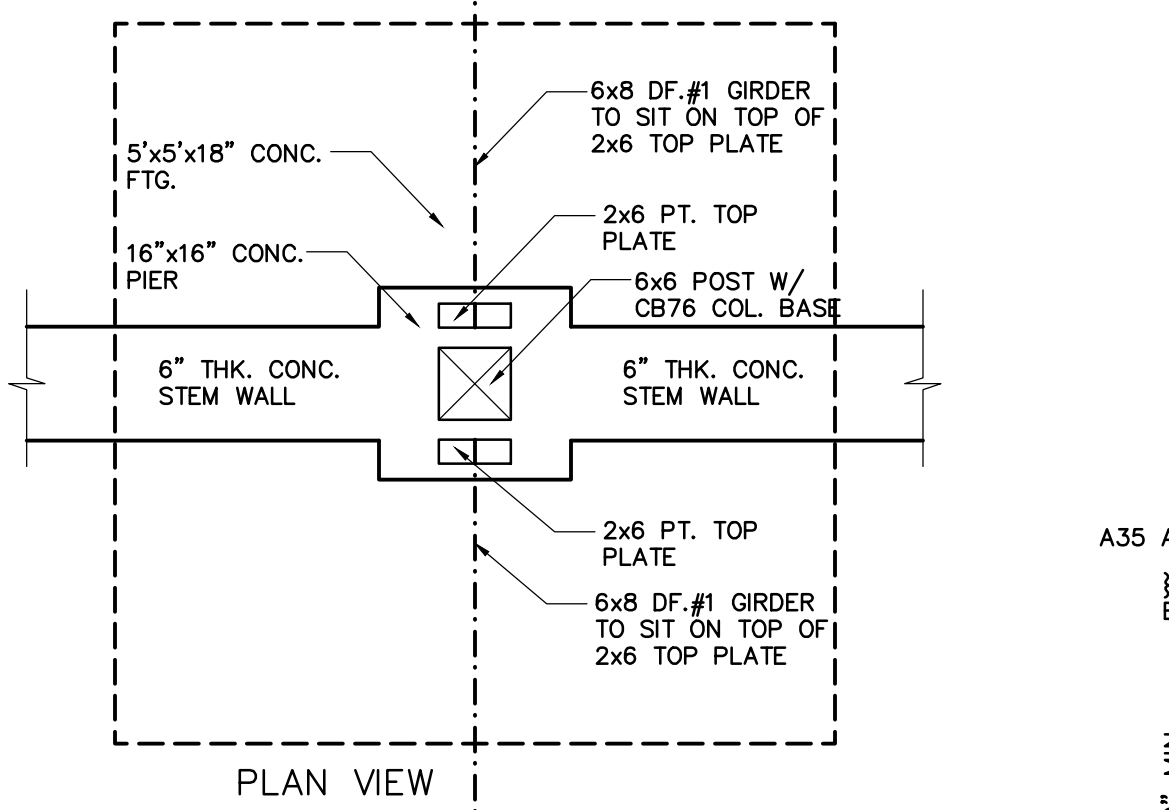 6x8 DF.#1 GIRDER
TO SIT ON TOP OF
2x6 TOP PLATE
5'x5'x18" CONC.
FTG.
2x6 PT. TOP
PLATE
16"x16" CONC.
PIER
6x6 POST W/
CB76 COL. BASE
6" THK. CONC.
STEM WALL
6" THK. CONC.
STEM WALL
2x6 PT. TOP
PLATE
6x8 DF.#1 GIRDER
TO SIT ON TOP OF
2x6 TOP PLATE
PLAN VIEW
A35